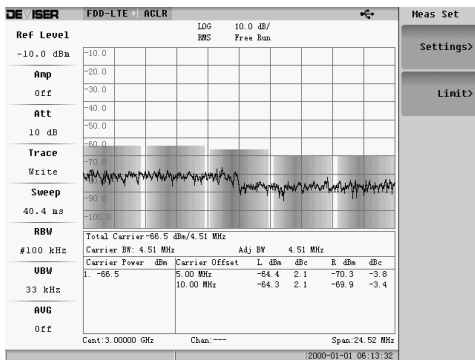 DEVISER FDD-LTE ACLR Meas Set
LOG 10.0 dB/
RMS Free Run
Ref Level
-10.0 dBm
Amp
Off
Att
10 dB
Trace
Write
Sweep
40.4 ms
RBW
#100 kHz
VBW
33 kHz
AVG
Off
-10.0
-20.0
-30.0
-40.0
-50.0
-60.0
-70.0
-80.0
-90.0
-100.0
Total Carrier-66.5 dBm/4.51 MHz
Carrier BW: 4.51 MHz Adj BW 4.51 MHz
Carrier Power dBm Carrier Offset L dBm dBc R dBm dBc
1. -66.5 5.00 MHz -64.4 2.1 -70.3 -3.8
10.00 MHz -64.3 2.1 -69.9 -3.4
Cent:3.00000 GHz Chan:--- Span:24.52 MHz
2000-01-01 06:13:32
Settings>
Limit>